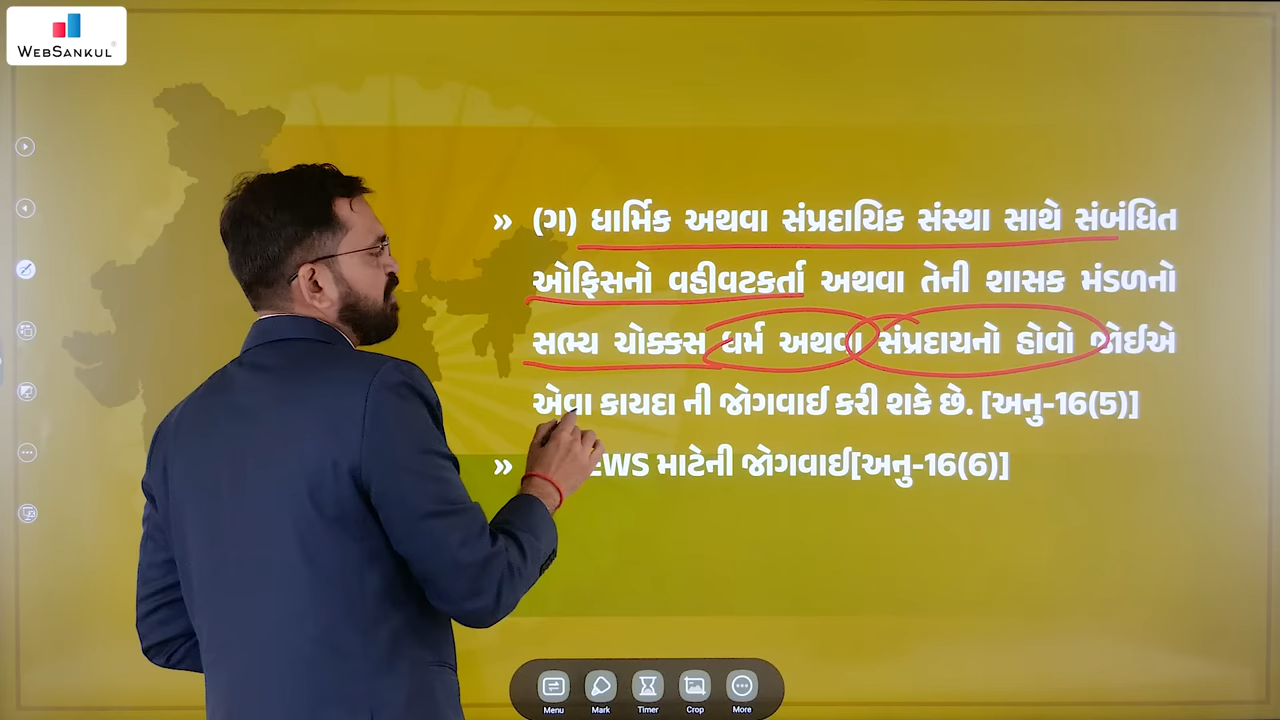 WEBSANKUL
» (ગ) ધાર્મિક અથવા સંપ્રદાયિક સંસ્થા સાથે સંબંધિત
ઓફિસનો વહીવટકર્તા અથવા તેની શાસક મંડળનો
સભ્ય ચોક્કસ ધર્મ અથવા સંપ્રદાયનો હોવો જોઈએ
એવા કાયદા ની જોગવાઈ કરી શકે છે. [અનુ-16(5)]
» EWS માટેની જોગવાઈ[અનુ-16(6)]
Menu Mark Timer Crop More